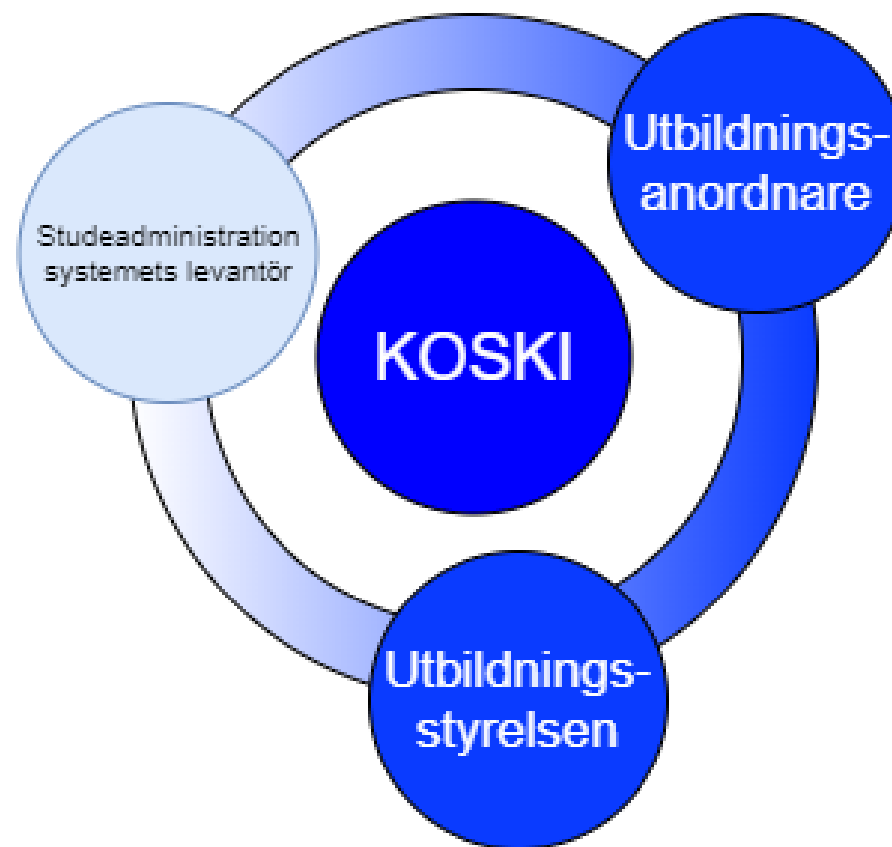 Utbildnings-
anordnare
Studeadministration
systemets levantör
KOSKI
Utbildnings-
styrelsen